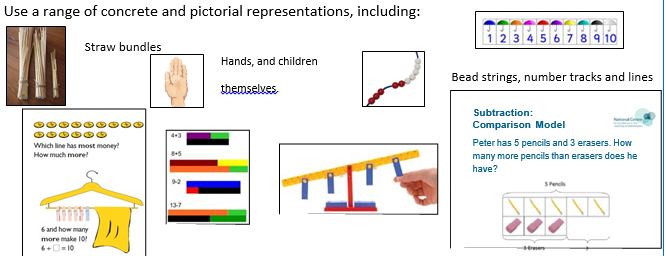 Use a range of concrete and pictorial representations, including:
Straw bundles
Hands, and children
themselves.
1 2 3 4 5 6 7 8 9 10
Bead strings, number tracks and lines
Which line has most money?
How much more?
6 and how many
more make 10?
6 + □ = 10
4+3
8+5
9-2
13-7
Subtraction:
Comparison Model
National Centre
Peter has 5 pencils and 3 erasers. How
many more pencils than erasers does he
have?
5 Pencils
3 Erasers
?